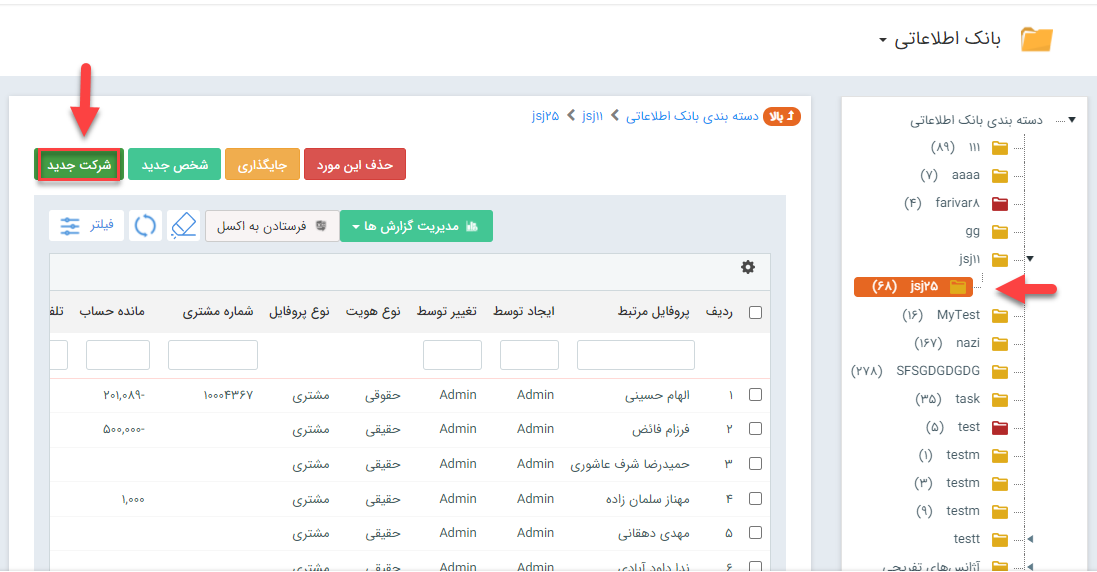 بانک اطلاعاتی
بالا دسته بندی بانک اطلاعاتی jsj۱۱ jsj۲۵
حذف این مورد جایگذاری شخص جدید شرکت جدید
مدیریت گزارش ها فرستادن به اکسل فیلتر
ردیف پروفایل مرتبط ایجاد توسط تغییر توسط نوع هویت نوع پروفایل شماره مشتری مانده حساب تلف
۱ الهام حسینی Admin Admin حقوقی مشتری ۱۰۰۰۴۳۶۷ -۲۰۱,۰۸۹
۲ فرزام فائض Admin Admin حقیقی مشتری -۵۰۰,۰۰۰
۳ حمیدرضا شرف عاشوری Admin Admin حقیقی مشتری
۴ مهناز سلمان زاده Admin Admin حقیقی مشتری ۱,۰۰۰
۵ مهدی دهقانی Admin Admin حقیقی مشتری
۶ ندا داود آبادی Admin Admin حقیقی مشتری
دسته بندی بانک اطلاعاتی
۱۱۱ (۸۹)
aaaa (۷)
farivar۸ (۴)
gg
jsj۱۱
jsj۲۵ (۶۸)
MyTest (۱۶)
nazi (۱۶۷)
SFSGDGDGDG (۲۷۸)
task (۳۵)
test (۵)
testm (۱)
testm (۳)
testm (۹)
testt
آژانس‌های تفریحی